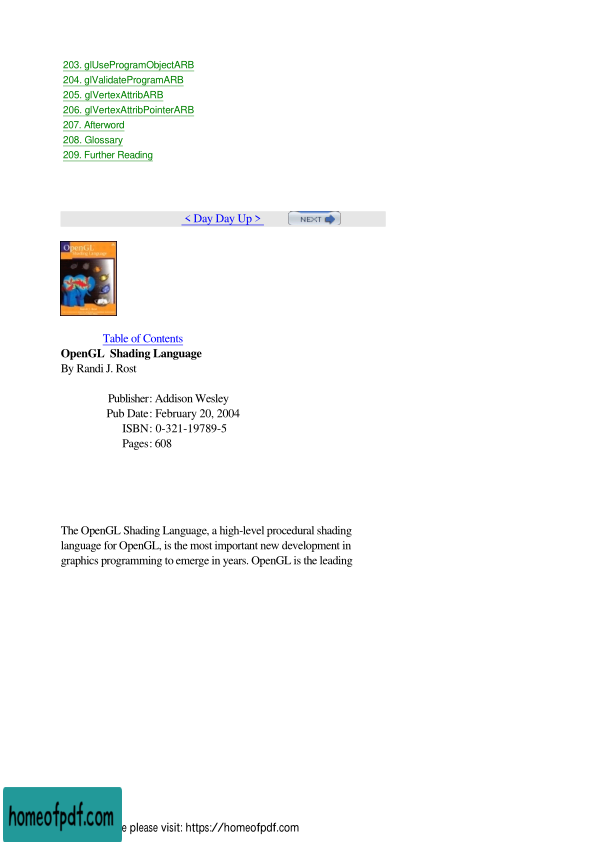 203. glUseProgramObjectARB
204. glValidateProgramARB
205. glVertexAttribARB
206. glVertexAttribPointerARB
207. Afterword
208. Glossary
209. Further Reading
< Day Day Up > NEXT
OpenGL
Shading Language
Table of Contents
OpenGL Shading Language
By Randi J. Rost
Publisher: Addison Wesley
Pub Date: February 20, 2004
ISBN: 0-321-19789-5
Pages: 608
The OpenGL Shading Language, a high-level procedural shading
language for OpenGL, is the most important new development in
graphics programming to emerge in years. OpenGL is the leading
homeofpdf.com
e please visit: https://homeofpdf.com